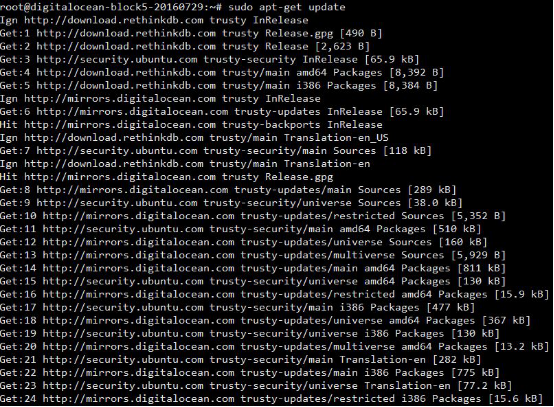 root@digitalocean-block5-20160729:~# sudo apt-get update
Ign http://download.rethinkdb.com trusty InRelease
Get:1 http://download.rethinkdb.com trusty Release.gpg [490 B]
Get:2 http://download.rethinkdb.com trusty Release [2,623 B]
Get:3 http://security.ubuntu.com trusty-security InRelease [65.9 kB]
Get:4 http://download.rethinkdb.com trusty/main amd64 Packages [8,392 B]
Get:5 http://download.rethinkdb.com trusty/main i386 Packages [8,384 B]
Ign http://mirrors.digitalocean.com trusty InRelease
Get:6 http://mirrors.digitalocean.com trusty-updates InRelease [65.9 kB]
Hit http://mirrors.digitalocean.com trusty-backports InRelease
Ign http://download.rethinkdb.com trusty/main Translation-en_US
Get:7 http://security.ubuntu.com trusty-security/main Sources [118 kB]
Ign http://download.rethinkdb.com trusty/main Translation-en
Hit http://mirrors.digitalocean.com trusty Release.gpg
Get:8 http://mirrors.digitalocean.com trusty-updates/main Sources [289 kB]
Get:9 http://security.ubuntu.com trusty-security/universe Sources [38.0 kB]
Get:10 http://mirrors.digitalocean.com trusty-updates/restricted Sources [5,352 B]
Get:11 http://security.ubuntu.com trusty-security/main amd64 Packages [510 kB]
Get:12 http://mirrors.digitalocean.com trusty-updates/universe Sources [160 kB]
Get:13 http://mirrors.digitalocean.com trusty-updates/multiverse Sources [5,929 B]
Get:14 http://mirrors.digitalocean.com trusty-updates/main amd64 Packages [811 kB]
Get:15 http://security.ubuntu.com trusty-security/universe amd64 Packages [130 kB]
Get:16 http://mirrors.digitalocean.com trusty-updates/restricted amd64 Packages [15.9 kB]
Get:17 http://security.ubuntu.com trusty-security/main i386 Packages [477 kB]
Get:18 http://mirrors.digitalocean.com trusty-updates/universe amd64 Packages [367 kB]
Get:19 http://security.ubuntu.com trusty-security/universe i386 Packages [130 kB]
Get:20 http://mirrors.digitalocean.com trusty-updates/multiverse amd64 Packages [13.2 kB]
Get:21 http://security.ubuntu.com trusty-security/main Translation-en [282 kB]
Get:22 http://mirrors.digitalocean.com trusty-updates/main i386 Packages [775 kB]
Get:23 http://security.ubuntu.com trusty-security/universe Translation-en [77.2 kB]
Get:24 http://mirrors.digitalocean.com trusty-updates/restricted i386 Packages [15.6 kB]